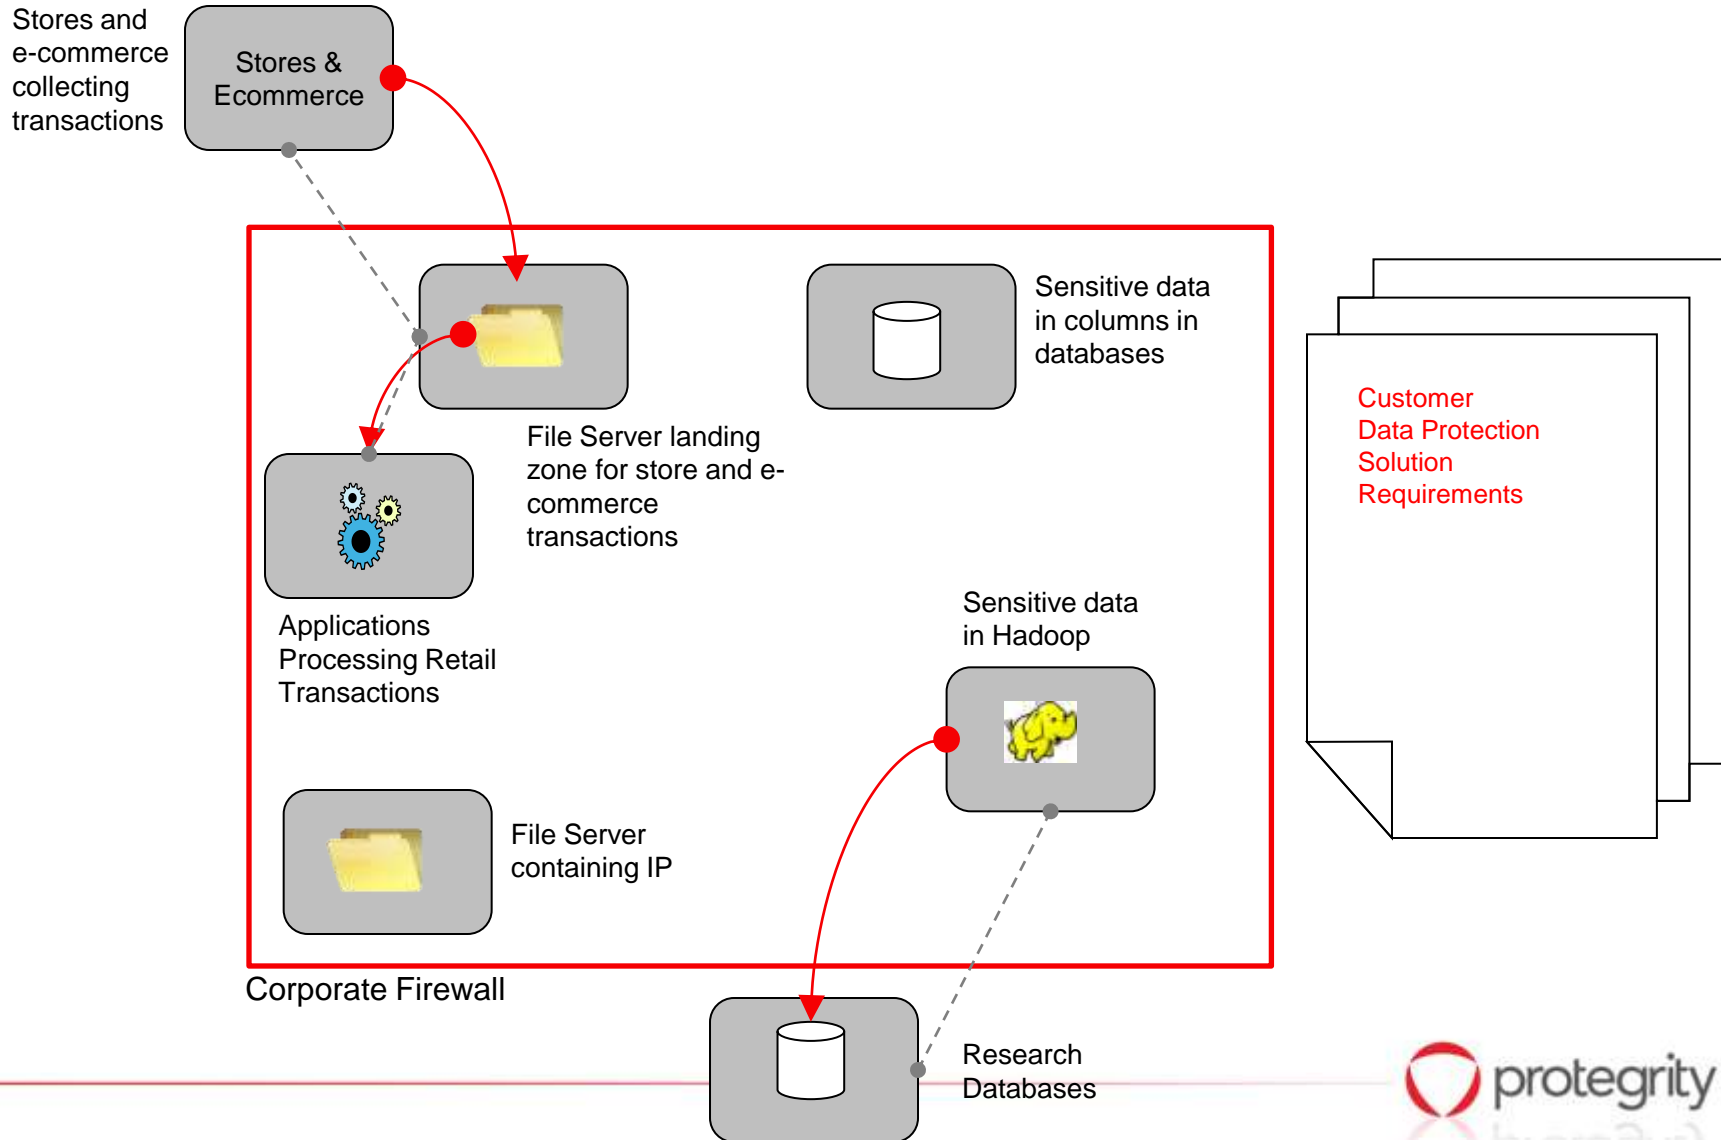 Stores and
e-commerce
collecting
transactions
Stores &
Ecommerce
Sensitive data
in columns in
databases
File Server landing
zone for store and e-
commerce
transactions
Applications
Processing Retail
Transactions
Sensitive data
in Hadoop
File Server
containing IP
Corporate Firewall
Research
Databases
Customer
Data Protection
Solution
Requirements
protegrity